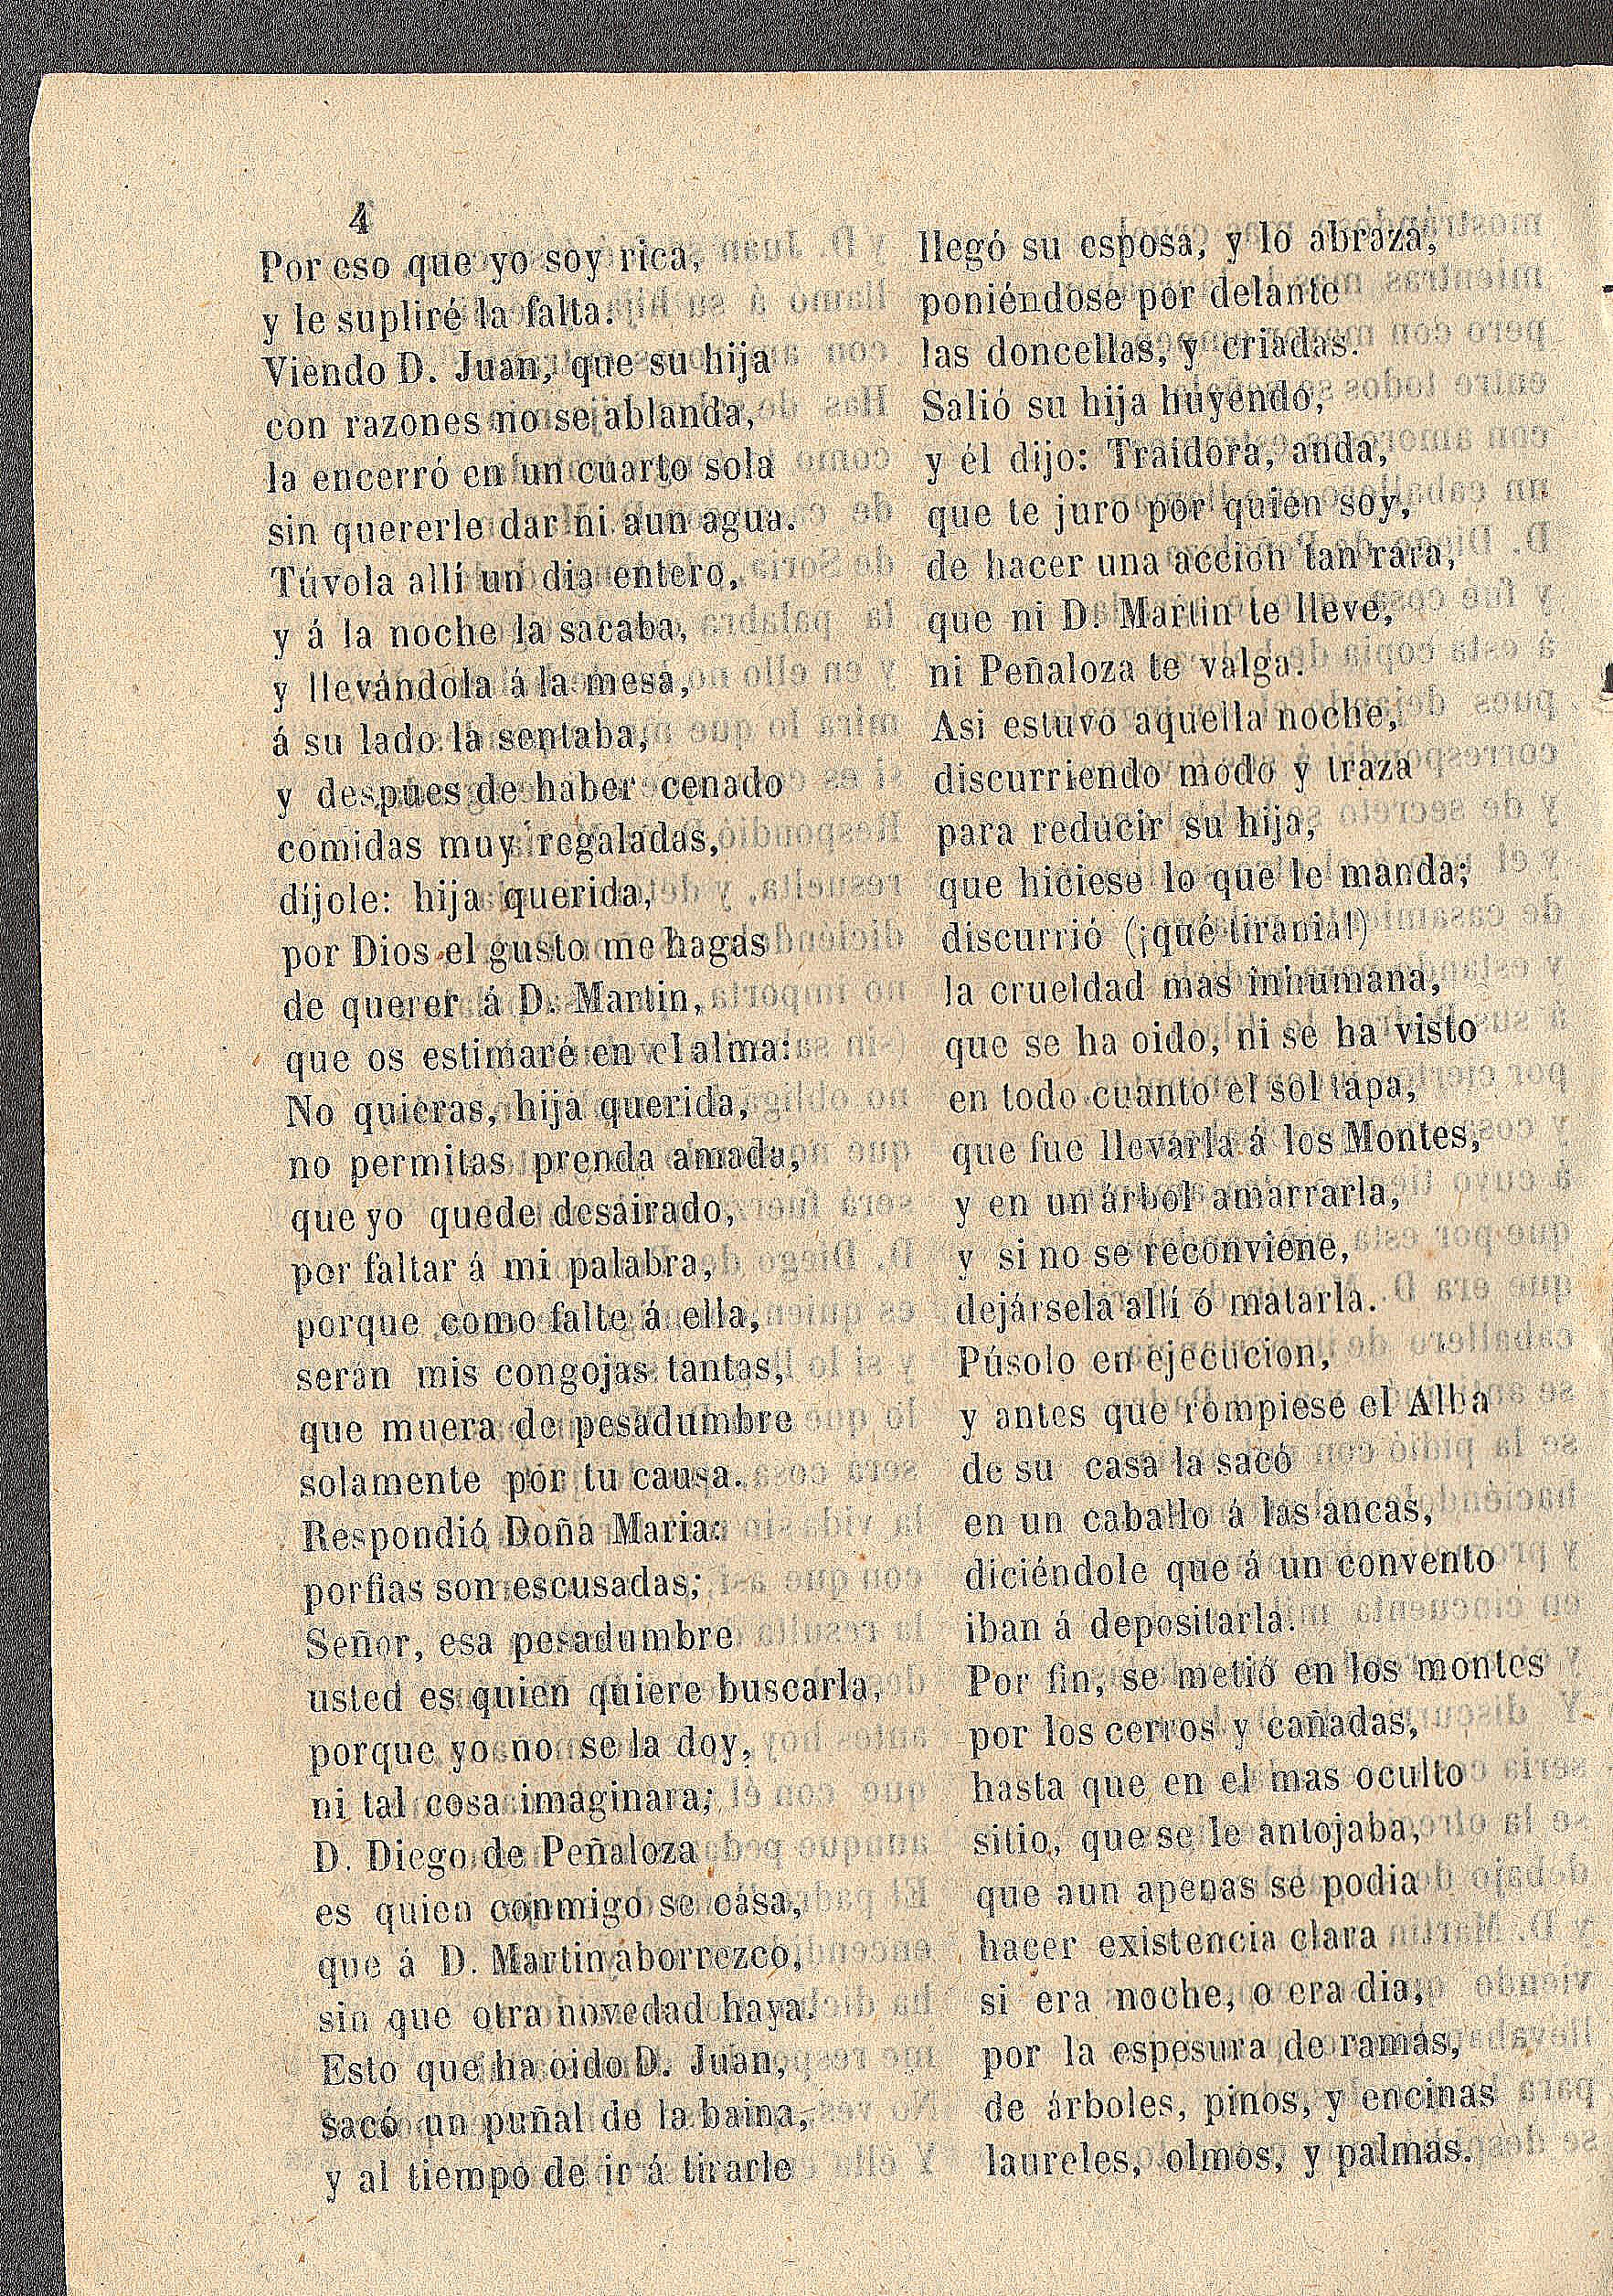 4
Por eso que yo soy rica,
y le supliré la falta.
Viendo D. Juan, que su hija
con razones no se ablanda,
la encerró en un cuarto sola
sin quererle dar ni aun agua.
Túvola allí un dia entero,
y á la noche la sacaba,
y llevándola á la mesa,
á su lado la sentaba,
y despues de haber cenado
comidas muy regaladas,
díjole: hija querida,
por Dios el gusto me hagas
de querer á D. Martin,
que os estimaré en el alma:
No quieras, hija querida,
no permitas prenda amada,
que yo quede desairado,
por faltar á mi palabra,
porque como falte á ella,
serán mis congojas tantas,
que muera de pesadumbre
solamente por tu causa.
Respondió Doña Maria:
porfias son escusadas;
Señor, esa pesadumbre
usted es quien quiere buscarla,
porque yo no se la doy,
ni tal cosa imaginara;
D. Diego de Peñaloza
es quien conmigo se casa,
que á D. Martin aborrezco,
sin que otra novedad haya.
Esto que ha oido D. Juan,
sacó un puñal de la baina,
y al tiempo de ir á tirarle
llegó su esposa, y lo abraza,
poniéndose por delante
las doncellas, y criadas.
Salió su hija huyendo,
y él dijo: Traidora, anda,
que te juro por quien soy,
de hacer una accion tan rara,
que ni D. Martin te lleve,
ni Peñaloza te valga.
Asi estuvo aquella noche,
discurriendo modo y traza
para reducir su hija,
que hiciese lo que le manda;
discurrió (¡qué tirania!)
la crueldad mas inhumana,
que se ha oido, ni se ha visto
en todo cuanto el sol tapa,
que fue llevarla á los Montes,
y en un árbol amarrarla,
y si no se reconviene,
dejársela allí ó matarla.
Púsolo en ejecucion,
y antes que rompiese el Alba
de su casa la sacó
en un caballo á las ancas,
diciéndole que á un convento
iban á depositarla.
Por fin, se metió en los montes
por los cerros y cañadas,
hasta que en el mas oculto
sitio, que se le antojaba,
que aun apenas se podia
hacer existencia clara
si era noche, o era dia,
por la espesura de ramas,
de árboles, pinos, y encinas
laureles, olmos, y palmas.